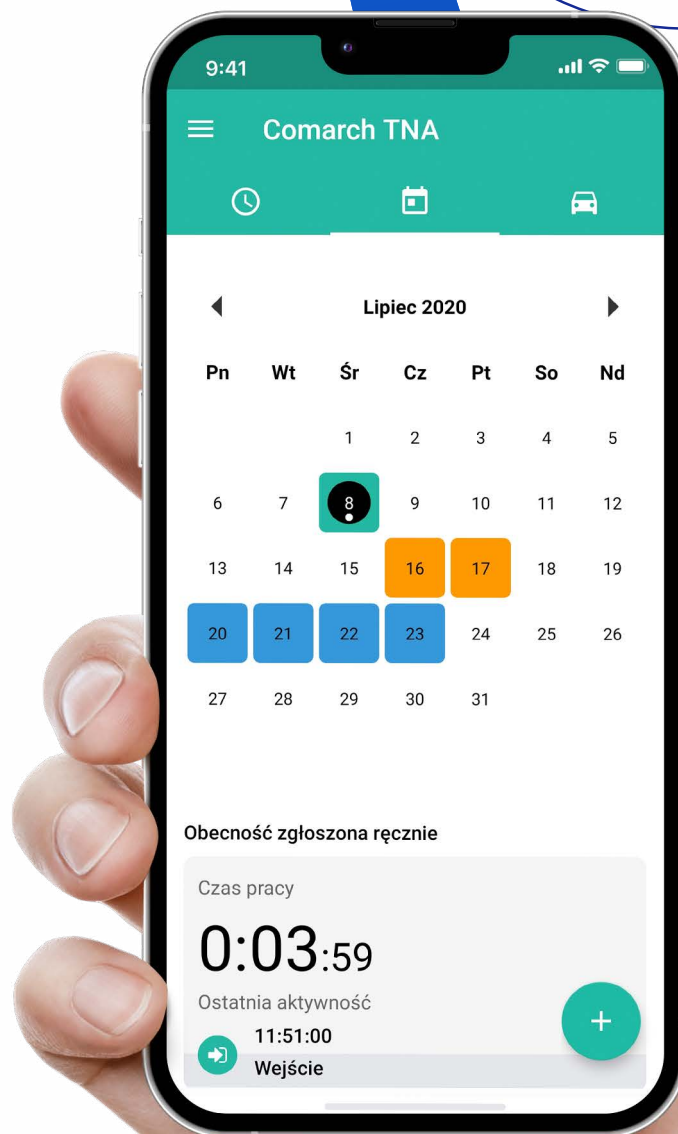 9:41
Comarch TNA
Lipiec 2020
Pn Wt Śr Cz Pt So Nd
1 2 3 4 5
6 7 8 9 10 11 12
13 14 15 16 17 18 19
20 21 22 23 24 25 26
27 28 29 30 31
Obecność zgłoszona ręcznie
Czas pracy
0:03:59
Ostatnia aktywność
11:51:00
Wejście